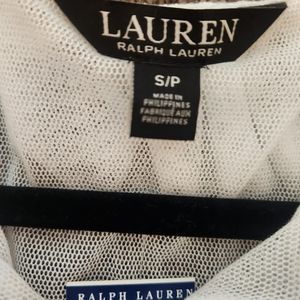 LAUREN
RALPH LAUREN
S/P
MADE IN
PHILIPPINES
FABRIQUÉ AUX
PHILIPPINES
RALPH LAUREN